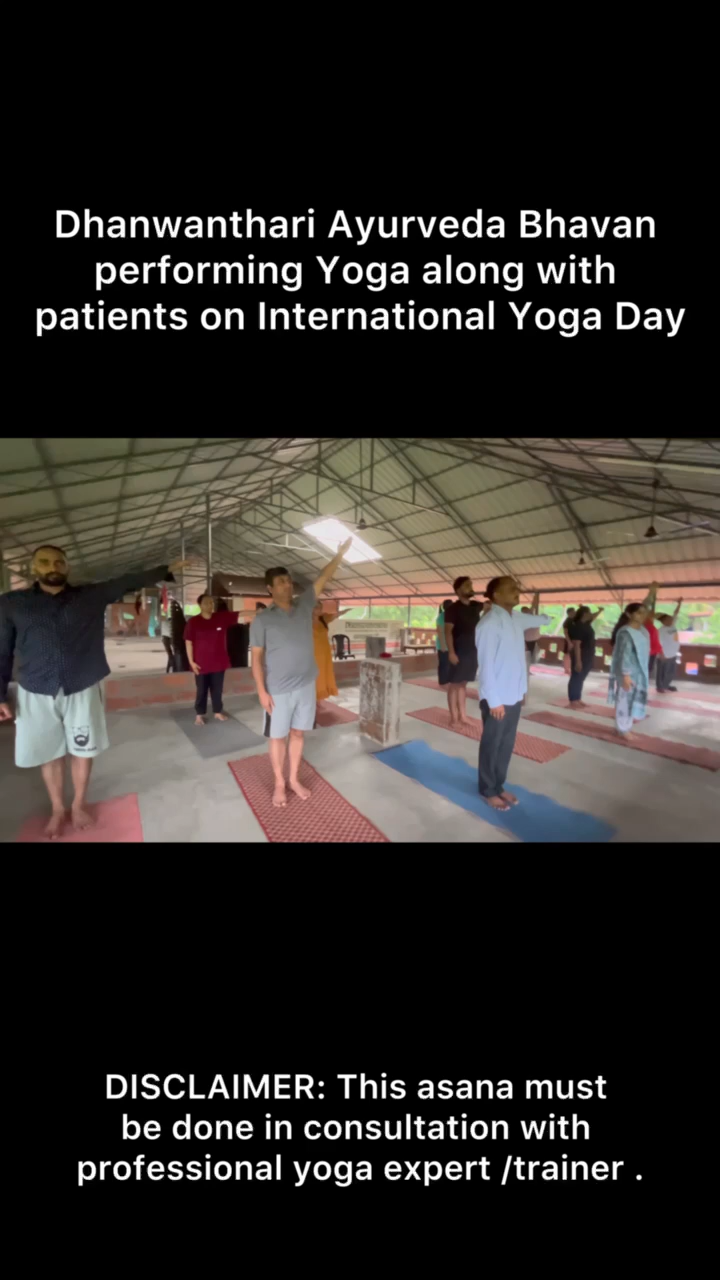 Dhanwanthari Ayurveda Bhavan
performing Yoga along with
patients on International Yoga Day
DISCLAIMER: This asana must
be done in consultation with
professional yoga expert /trainer .